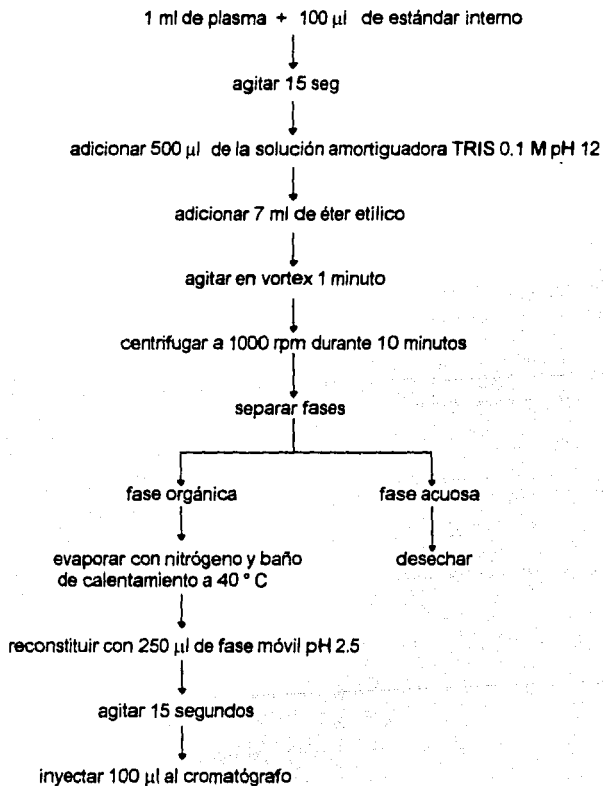 1 ml de plasma + 100 µl de estándar interno
agitar 15 seg
adicionar 500 µl de la solución amortiguadora TRIS 0.1 M pH 12
adicionar 7 ml de éter etílico
agitar en vortex 1 minuto
centrifugar a 1000 rpm durante 10 minutos
separar fases
fase orgánica
fase acuosa
evaporar con nitrógeno y baño
de calentamiento a 40 ° C
desechar
reconstituir con 250 µl de fase móvil pH 2.5
agitar 15 segundos
inyectar 100 µl al cromatógrafo